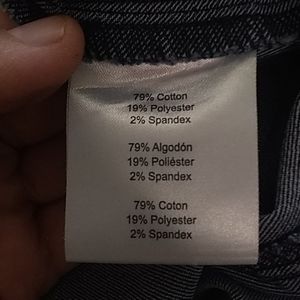 79% Cotton
19% Polyester
2% Spandex
79% Algodón
19% Poliéster
2% Spandex
79% Coton
19% Polyester
2% Spandex